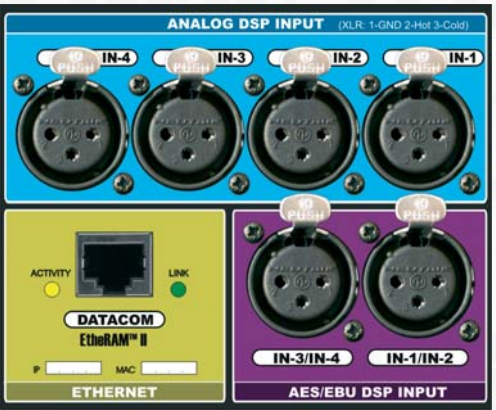 ANALOG DSP INPUT (XLR: 1-GND 2-Hot 3-Cold)
IN-4 IN-3 IN-2 IN-1
PUSH PUSH PUSH PUSH
PUSH PUSH
ACTIVITY LINK
DATACOM
EtheRAM™ II
IP MAC
IN-3/IN-4 IN-1/IN-2
ETHERNET AES/EBU DSP INPUT